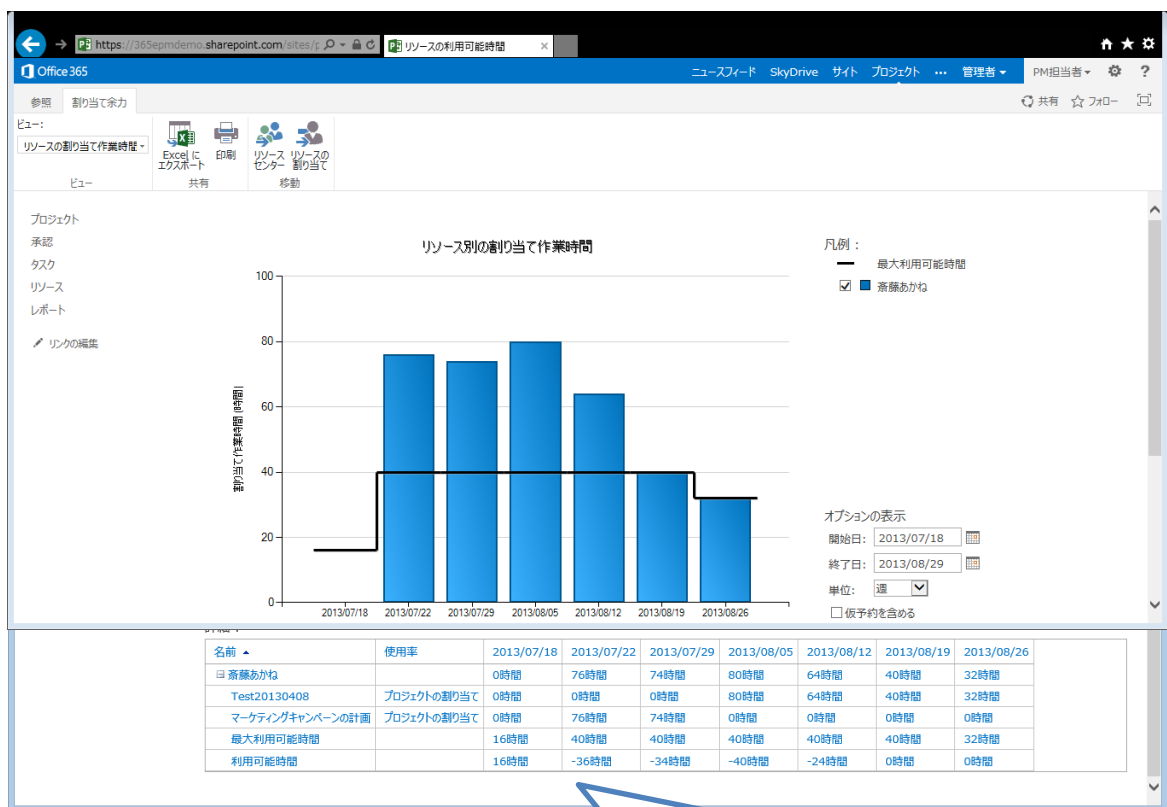 https://365epmdemo.sharepoint.com/sites/p
リソースの利用可能時間
Office 365
ニュースフィード SkyDrive サイト プロジェクト ... 管理者 PM担当者 ?
参照 割り当て余力
共有 フォロー
ビュー:
リソースの割り当て作業時間
Excel に
エクスポート
印刷
リソース
センター
リソースの
割り当て
ビュー 共有 移動
プロジェクト
承認
タスク
リソース
レポート
リンクの編集
リソース別の割り当て作業時間
割り当て作業時間 (時間)
100
80
60
40
20
0
2013/07/18 2013/07/22 2013/07/29 2013/08/05 2013/08/12 2013/08/19 2013/08/26
凡例 :
最大利用可能時間
斎藤あかね
オプションの表示
開始日: 2013/07/18
終了日: 2013/08/29
単位: 週
仮予約を含める
名前 使用率 2013/07/18 2013/07/22 2013/07/29 2013/08/05 2013/08/12 2013/08/19 2013/08/26
斎藤あかね 0時間 76時間 74時間 80時間 64時間 40時間 32時間
Test20130408 プロジェクトの割り当て 0時間 0時間 0時間 80時間 64時間 40時間 32時間
マーケティングキャンペーンの計画 プロジェクトの割り当て 0時間 76時間 74時間 0時間 0時間 0時間 0時間
最大利用可能時間 16時間 40時間 40時間 40時間 40時間 40時間 32時間
利用可能時間 16時間 -36時間 -34時間 -40時間 -24時間 0時間 0時間